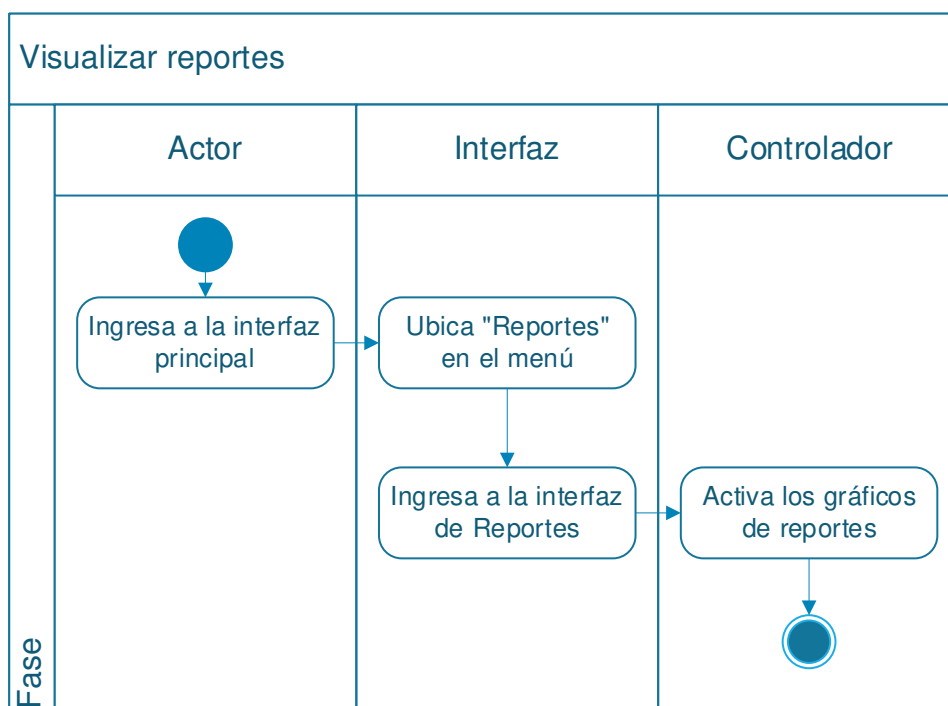 Visualizar reportes
Actor
Interfaz
Controlador
Ingresa a la interfaz
principal
Ubica "Reportes"
en el menú
Ingresa a la interfaz
de Reportes
Activa los gráficos
de reportes
Fase